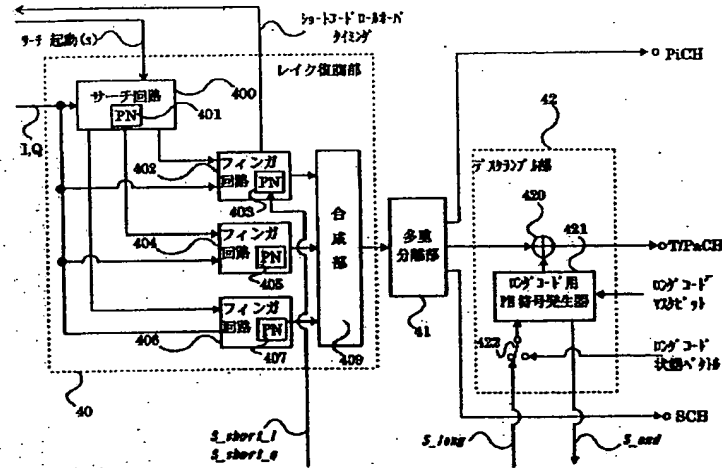 ショートコードロールオーバ
タイミング
サーチ起動(s)
レイク復調部
サーチ回路
400
PN
401
I,Q
402
フィンガ
回路
PN
403
404
フィンガ
回路
PN
405
406
フィンガ
回路
PN
407
合成部
409
40
S_short_i
S_short_q
多重
分離部
41
PiCH
42
デスクランブル部
420
421
T/PaCH
ロングコード用
PN符号発生器
ロングコード
マスクビット
422
ロングコード
状態ベクトル
SCH
S_long
S_end